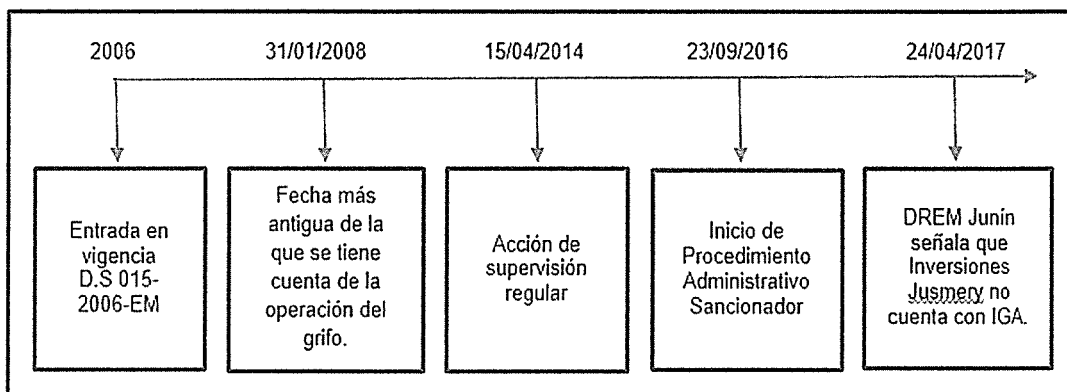 2006
31/01/2008
15/04/2014
23/09/2016
24/04/2017
Entrada en
vigencia
D.S 015-
2006-EM
Fecha más
antigua de la
que se tiene
cuenta de la
operación del
grifo.
Acción de
supervisión
regular
Inicio de
Procedimiento
Administrativo
Sancionador
DREM Junín
señala que
Inversiones
Jusmery no
cuenta con IGA.